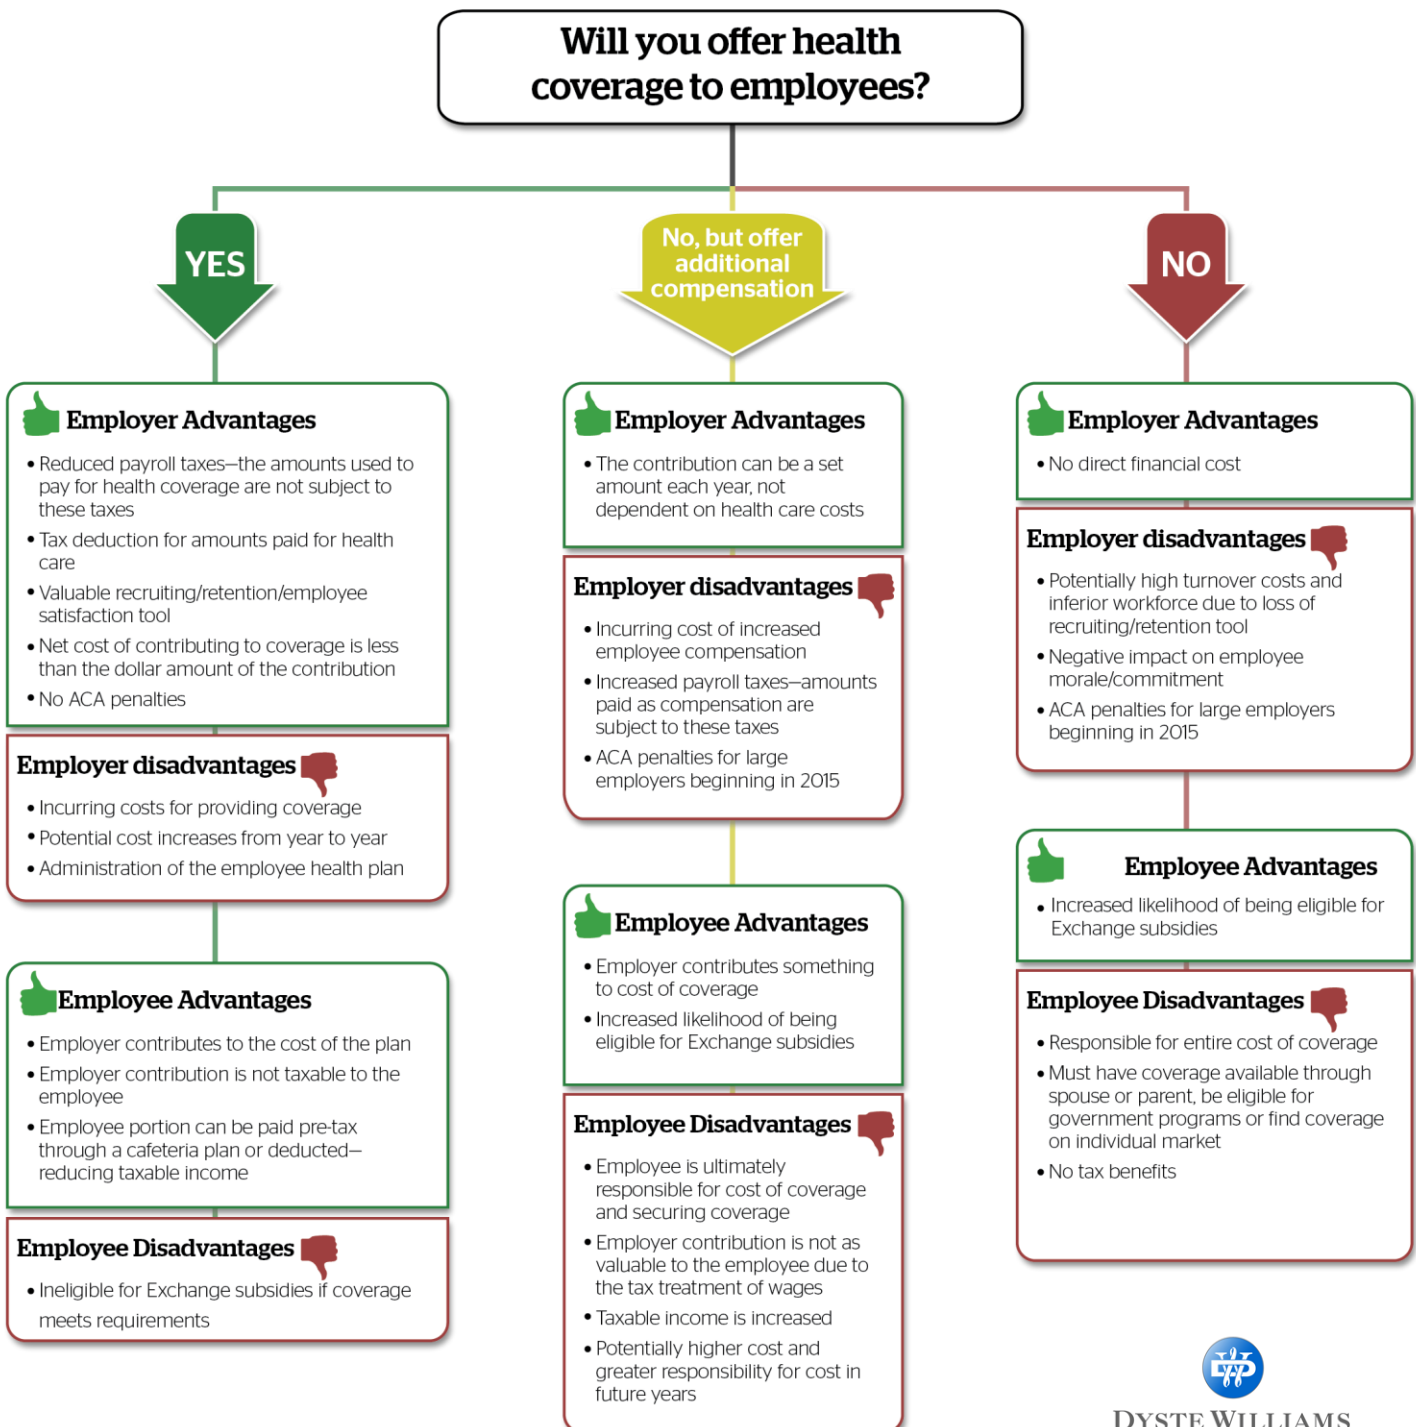 Will you offer health
coverage to employees?
YES
No, but offer
additional
compensation
NO
Employer Advantages
• Reduced payroll taxes—the amounts used to
pay for health coverage are not subject to
these taxes
• Tax deduction for amounts paid for health
care
• Valuable recruiting/retention/employee
satisfaction tool
• Net cost of contributing to coverage is less
than the dollar amount of the contribution
• No ACA penalties
Employer disadvantages
• Incurring costs for providing coverage
• Potential cost increases from year to year
• Administration of the employee health plan
Employee Advantages
• Employer contributes to the cost of the plan
• Employer contribution is not taxable to the
employee
• Employee portion can be paid pre-tax
through a cafeteria plan or deducted—
reducing taxable income
Employee Disadvantages
• Ineligible for Exchange subsidies if coverage
meets requirements
Employer Advantages
• The contribution can be a set
amount each year, not
dependent on health care costs
Employer disadvantages
• Incurring cost of increased
employee compensation
• Increased payroll taxes—amounts
paid as compensation are
subject to these taxes
• ACA penalties for large
employers beginning in 2015
Employee Advantages
• Employer contributes something
to cost of coverage
• Increased likelihood of being
eligible for Exchange subsidies
Employee Disadvantages
• Employee is ultimately
responsible for cost of coverage
and securing coverage
• Employer contribution is not as
valuable to the employee due to
the tax treatment of wages
• Taxable income is increased
• Potentially higher cost and
greater responsibility for cost in
future years
Employer Advantages
• No direct financial cost
Employer disadvantages
• Potentially high turnover costs and
inferior workforce due to loss of
recruiting/retention tool
• Negative impact on employee
morale/commitment
• ACA penalties for large employers
beginning in 2015
Employee Advantages
• Increased likelihood of being eligible for
Exchange subsidies
Employee Disadvantages
• Responsible for entire cost of coverage
• Must have coverage available through
spouse or parent, be eligible for
government programs or find coverage
on individual market
• No tax benefits
DYSTE WILLIAMS